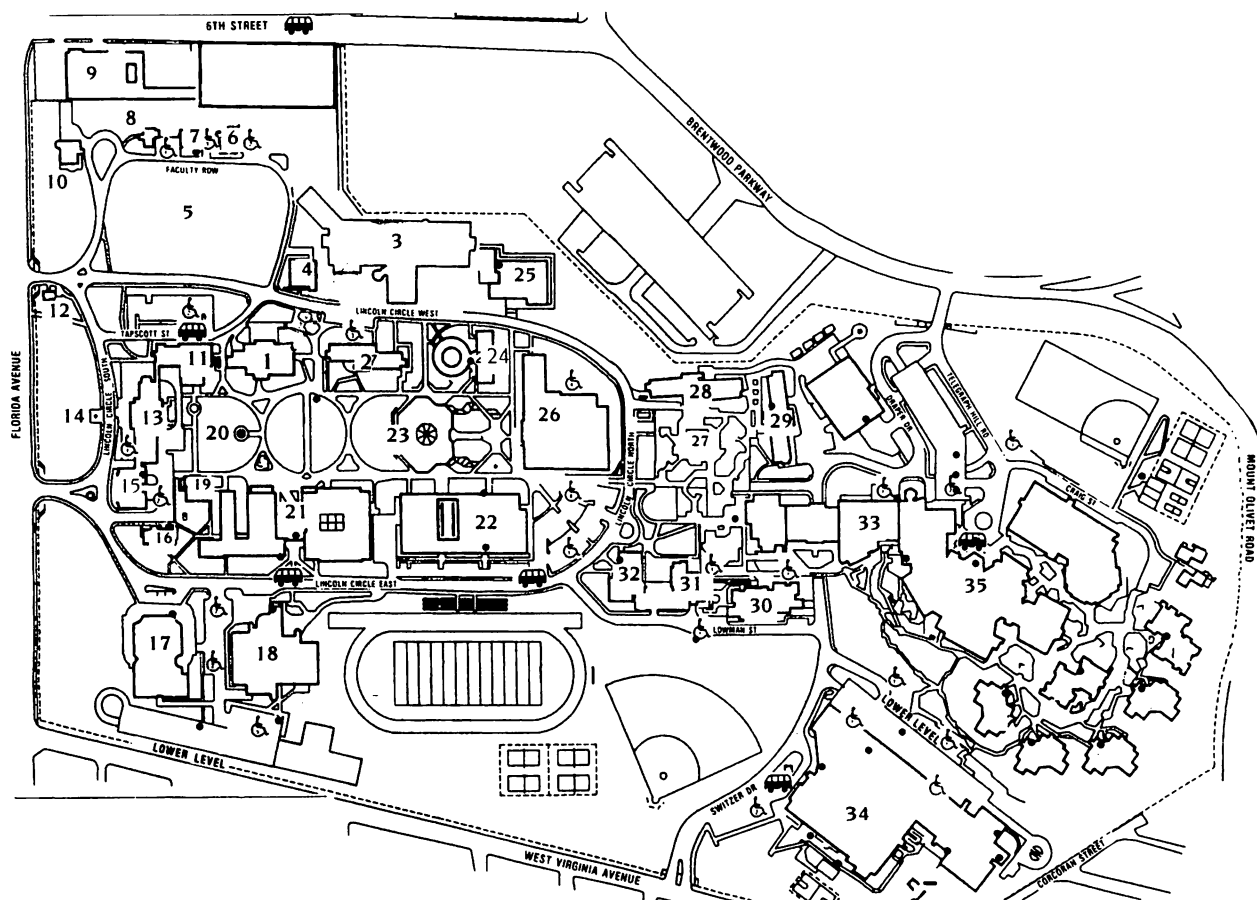 6TH STREET
9
8
7
6
FACULTY ROW
10
5
BRENTWOOD PARKWAY
3
4
25
12
LINCOLN CIRCLE WEST
TAPSCOTT ST
11
1
2
24
FLORIDA AVENUE
LINCOLN CIRCLE SOUTH
14
13
20
23
26
28
27
29
DRAPER DR
TELEGRAPH HILL RD
CRAIG ST
MOUNT OLIVET ROAD
LINCOLN CIRCLE NORTH
15
19
8
16
21
22
33
35
32
31
30
LINCOLN CIRCLE EAST
LOWMAN ST
17
18
LOWER LEVEL
LOWER LEVEL
SWITZER DR
34
WEST VIRGINIA AVENUE
CORCORAN STREET